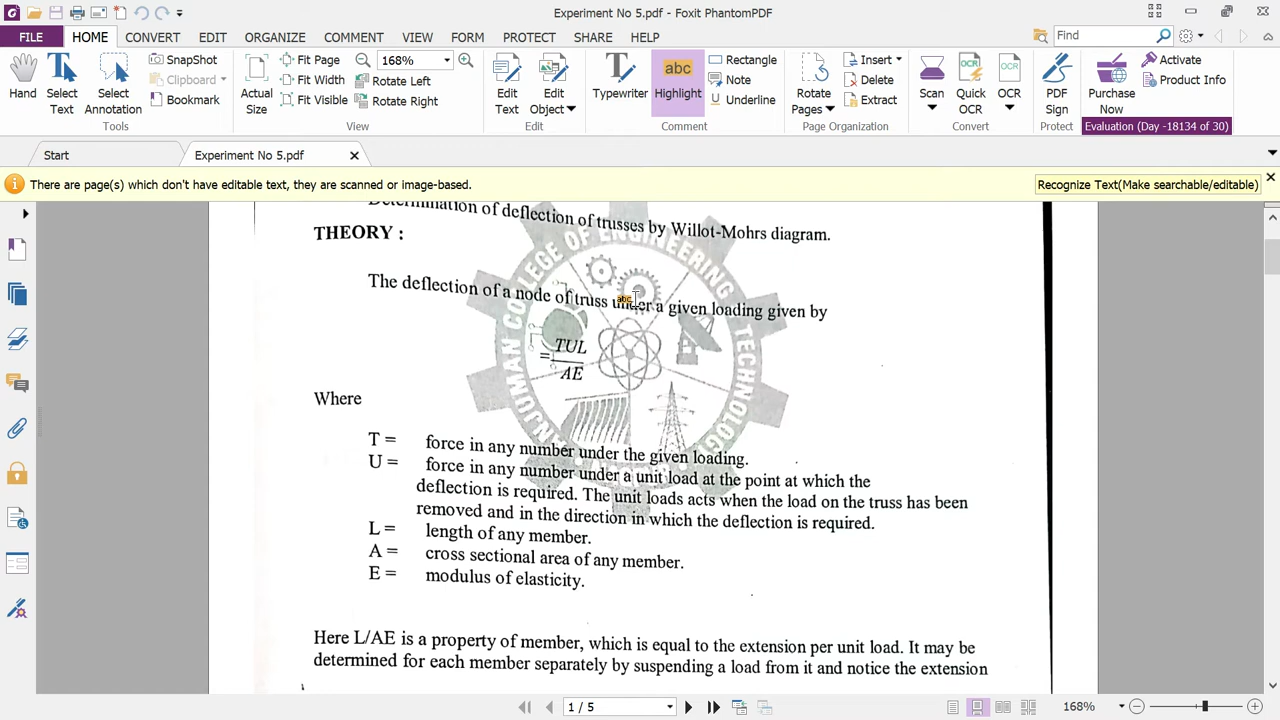 Experiment No 5.pdf - Foxit PhantomPDF
FILE HOME CONVERT EDIT ORGANIZE COMMENT VIEW FORM PROTECT SHARE HELP Find
Hand
Select Text
Select Annotation
SnapShot
Clipboard
Bookmark
Tools
Actual Size
Fit Page
Fit Width
Fit Visible
168%
Rotate Left
Rotate Right
View
Edit Text
Edit Object
Edit
Typewriter
abc
Highlight
Rectangle
Note
Underline
Comment
Rotate Pages
Insert
Delete
Extract
Page Organization
Scan
OCR
Quick OCR
OCR
OCR
Convert
PDF Sign
Protect
Purchase Now
Activate
Product Info
Evaluation (Day -18134 of 30)
Start
Experiment No 5.pdf
There are page(s) which don't have editable text, they are scanned or image-based.
Recognize Text(Make searchable/editable)
Determination of deflection of trusses by Willot-Mohrs diagram.
THEORY :
The deflection of a node of truss under a given loading given by
abc
= TUL
AE
Where
T = force in any number under the given loading.
U = force in any number under a unit load at the point at which the
deflection is required. The unit loads acts when the load on the truss has been
removed and in the direction in which the deflection is required.
L = length of any member.
A = cross sectional area of any member.
E = modulus of elasticity.
Here L/AE is a property of member, which is equal to the extension per unit load. It may be
determined for each member separately by suspending a load from it and notice the extension
COLLEGE OF ENGINEERING
TECHNOLOG
ANJUMAN
1 / 5
168%